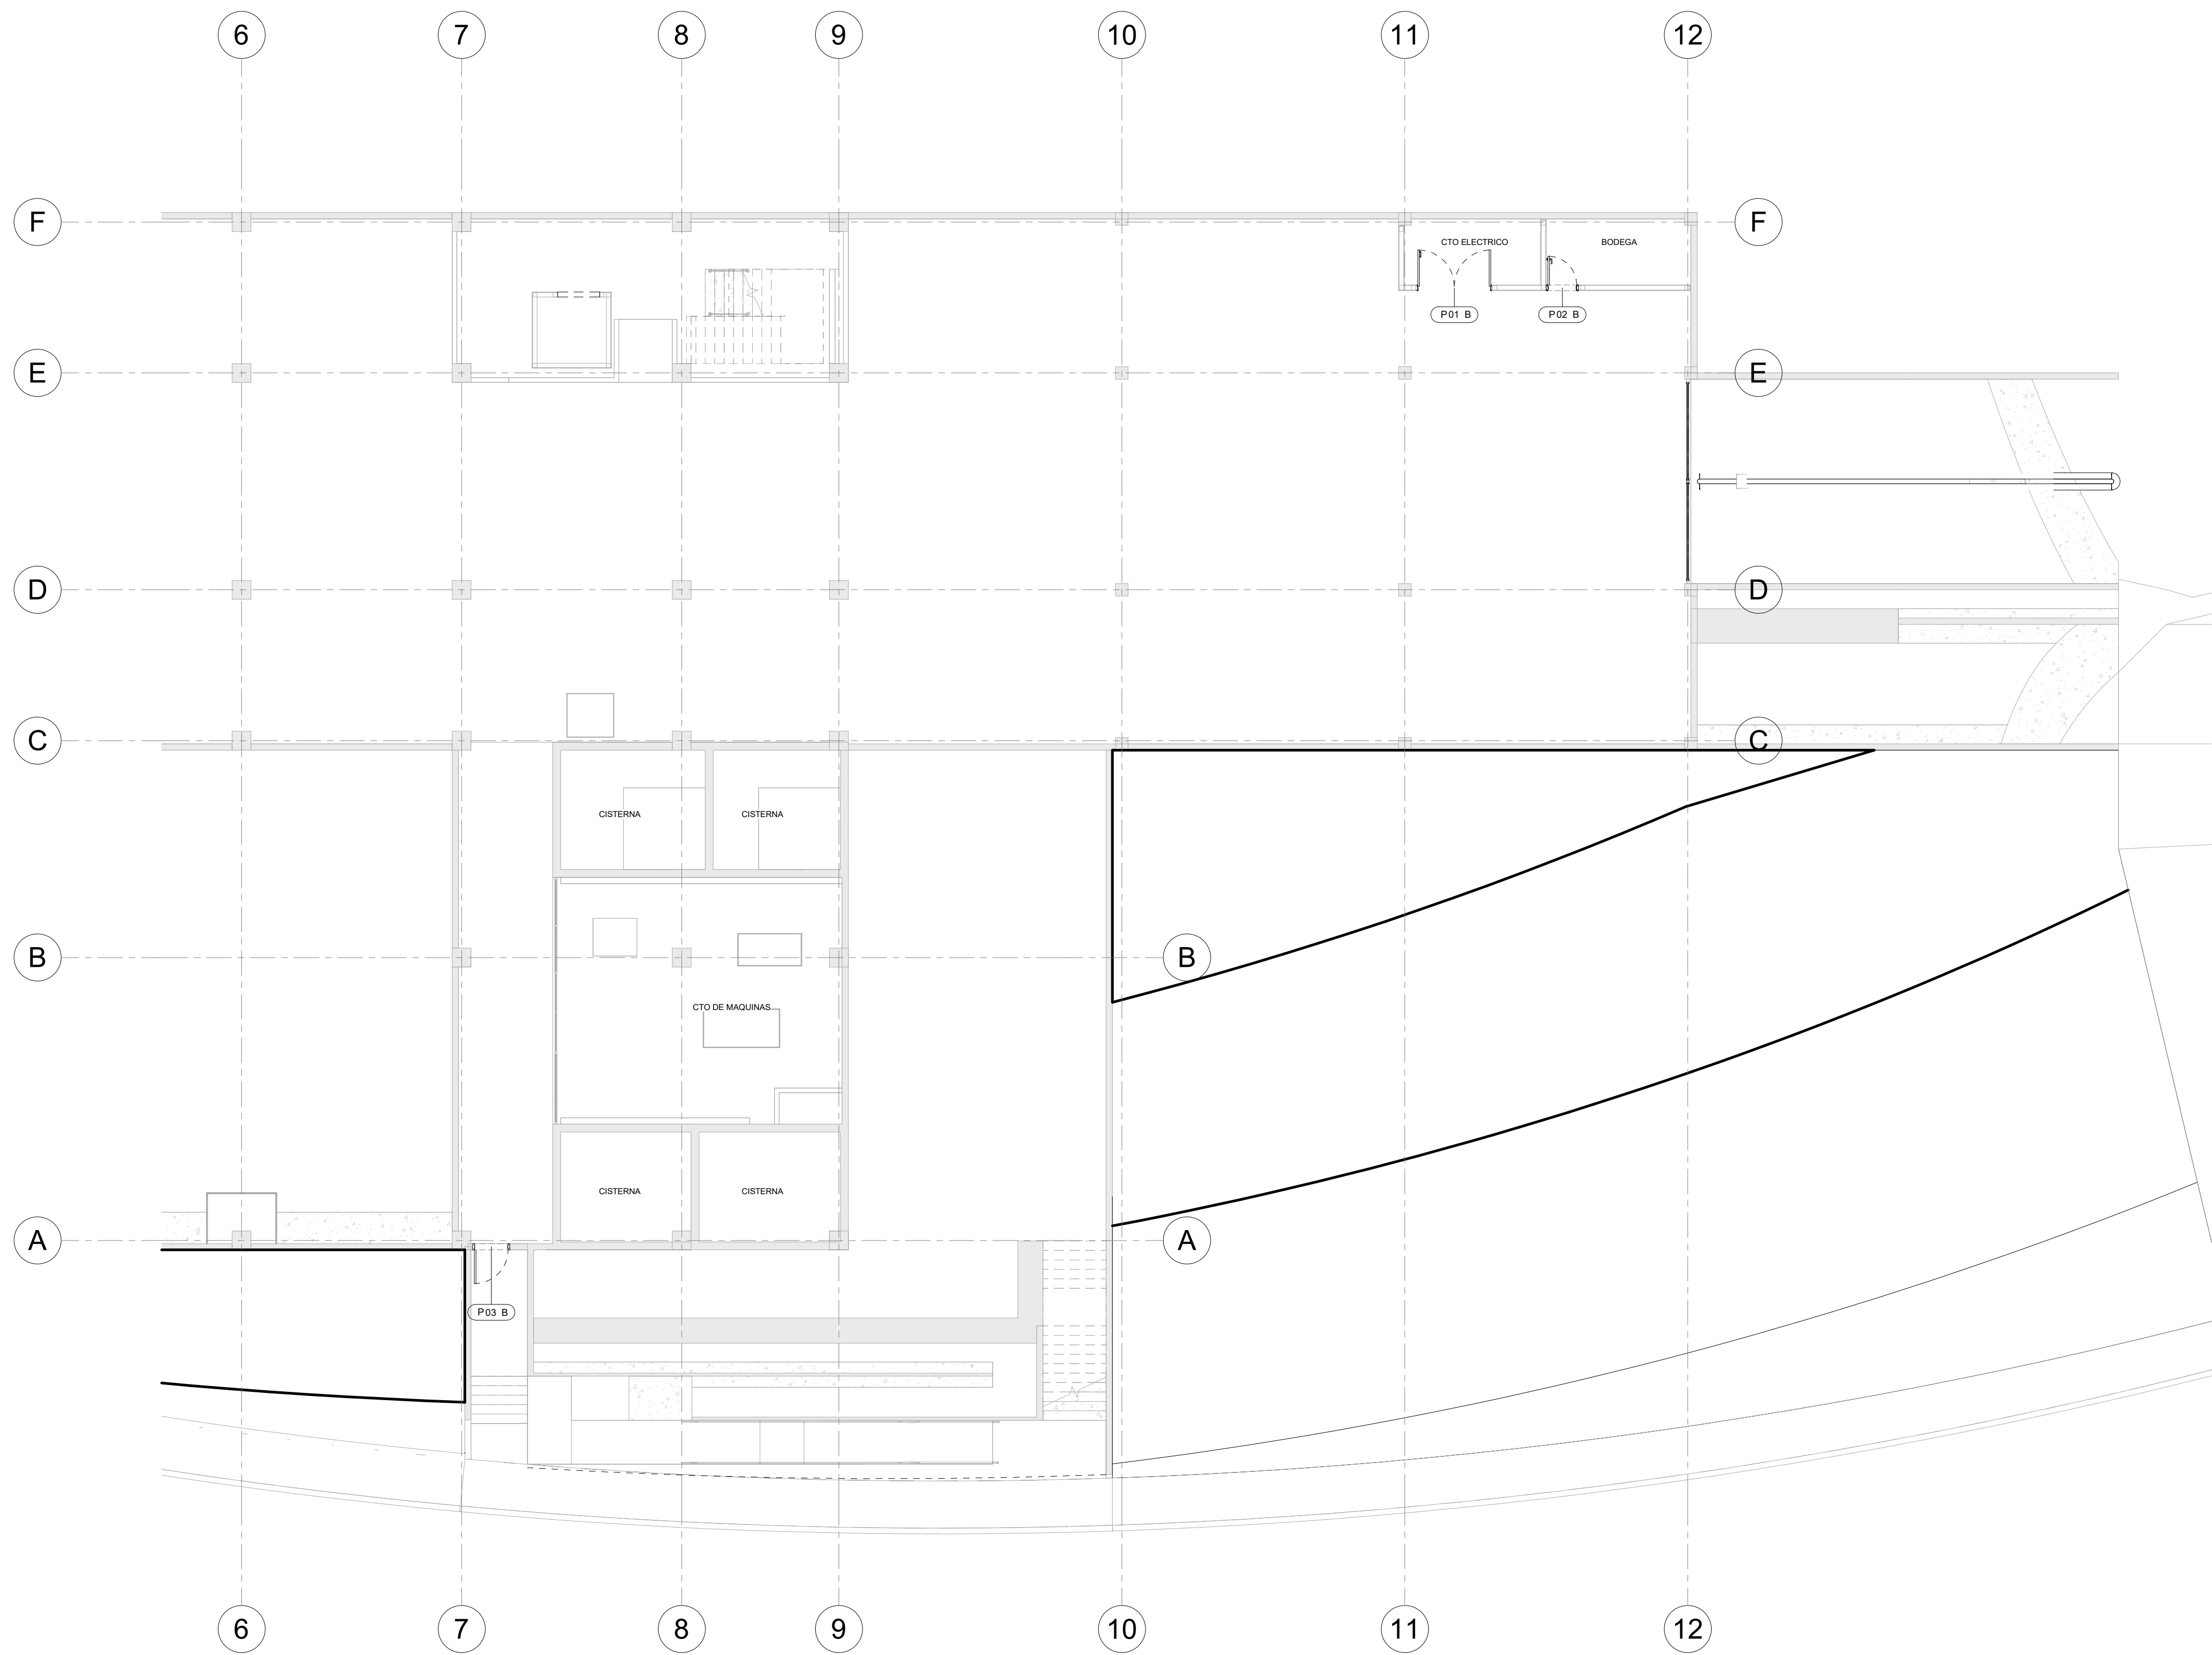 6 7 8 9 10 11 12
F F
CTO ELECTRICO BODEGA
P01 B P02 B
E E
D D
C C
CISTERNA CISTERNA
B B
CTO DE MAQUINAS
CISTERNA CISTERNA
A A
P03 B
6 7 8 9 10 11 12